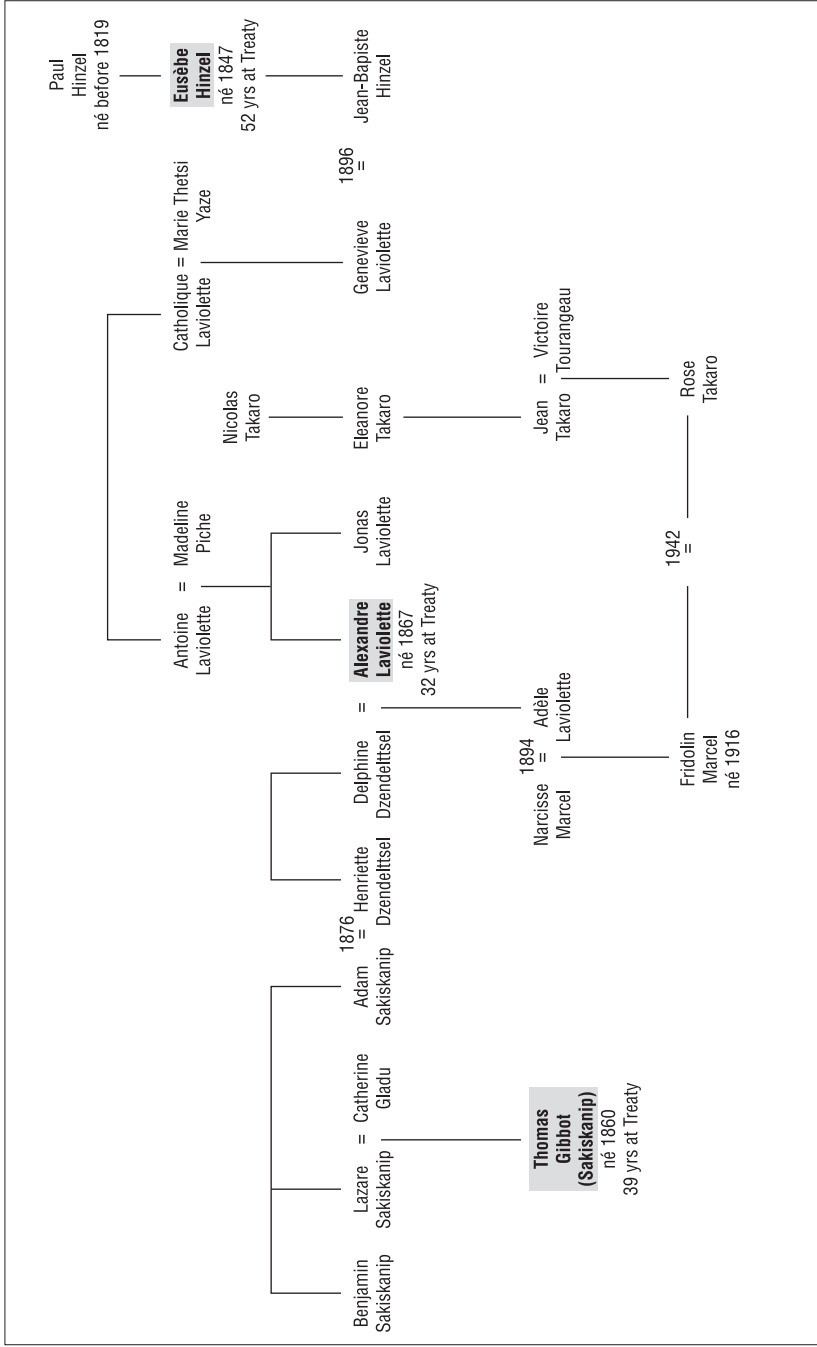 Paul
Hinzel
né before 1819
Eusèbe
Hinzel
né 1847
52 yrs at Treaty
Jean-Bapiste
Hinzel
1896
=
Catholique = Marie Thetsi
Laviolette Yaze
Genevieve
Laviolette
Nicolas
Takaro
Eleanore
Takaro
Jean = Victoire
Takaro Tourangeau
Rose
Takaro
Antoine = Madeline
Laviolette Piche
Jonas
Laviolette
Alexandre
Laviolette
né 1867
32 yrs at Treaty
=
1942
=
Henriette
Dzendelttsel
Delphine
Dzendelttsel
1894
Narcisse = Adèle
Marcel Laviolette
Fridolin
Marcel
né 1916
1876
=
Adam
Sakiskanip
Benjamin
Sakiskanip
Lazare = Catherine
Sakiskanip Gladu
Thomas
Gibbot
(Sakiskanip)
né 1860
39 yrs at Treaty